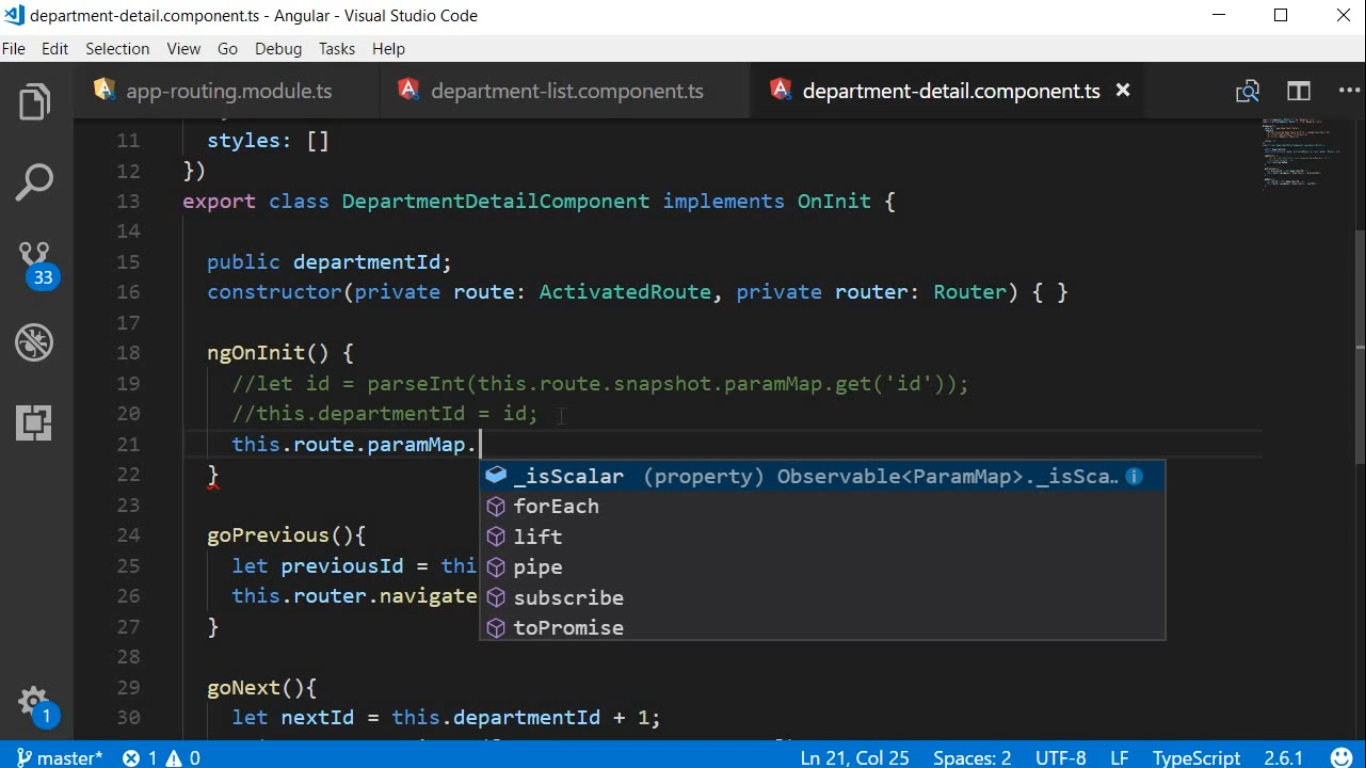 department-detail.component.ts - Angular - Visual Studio Code
File Edit Selection View Go Debug Tasks Help
app-routing.module.ts department-list.component.ts department-detail.component.ts
11 styles: []
12 })
13 export class DepartmentDetailComponent implements OnInit {
14
15 public departmentId;
16 constructor(private route: ActivatedRoute, private router: Router) { }
17
18 ngOnInit() {
19 //let id = parseInt(this.route.snapshot.paramMap.get('id'));
20 //this.departmentId = id;
21 this.route.paramMap.
22 }
_isScalar (property) Observable<ParamMap>._isSca..
23
forEach
lift
24 goPrevious(){
25 let previousId = thi
pipe
26 this.router.navigate
subscribe
27 }
toPromise
28
29 goNext(){
30 let nextId = this.departmentId + 1;
33
1
master* 1 0 Ln 21, Col 25 Spaces: 2 UTF-8 LF TypeScript 2.6.1